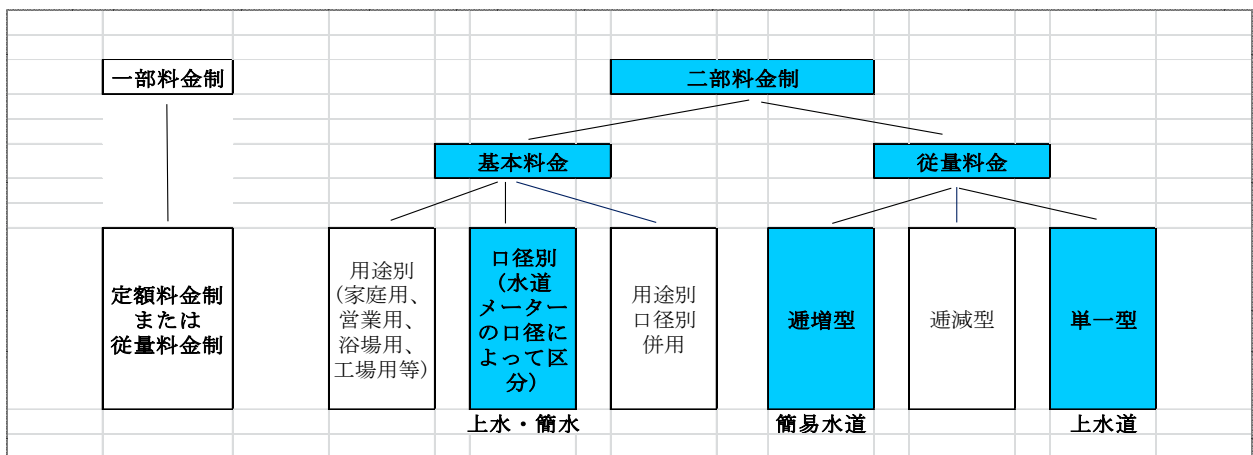 一部料金制
二部料金制
基本料金
従量料金
定額料金制
または
従量料金制
用途別
(家庭用、
営業用、
浴場用、
工場用等)
口径別
(水道
メーター
の口径に
よって区
分)
用途別
口径別
併用
逓増型
逓減型
単一型
上水・簡水
簡易水道
上水道